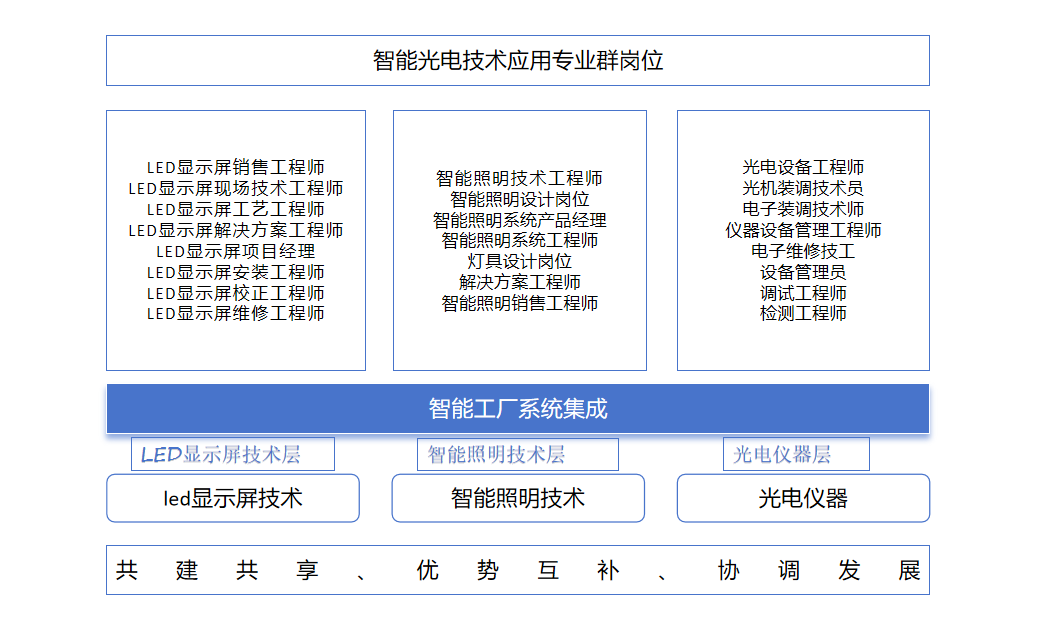 智能光电技术应用专业群岗位
LED显示屏销售工程师
LED显示屏现场技术工程师
LED显示屏工艺工程师
LED显示屏解决方案工程师
LED显示屏项目经理
LED显示屏安装工程师
LED显示屏校正工程师
LED显示屏维修工程师
智能照明技术工程师
智能照明设计岗位
智能照明系统产品经理
智能照明系统工程师
灯具设计岗位
解决方案工程师
智能照明销售工程师
光电设备工程师
光机装调技术员
电子装调技术师
仪器设备管理工程师
电子维修技工
设备管理员
调试工程师
检测工程师
智能工厂系统集成
LED显示屏技术层
智能照明技术层
光电仪器层
led显示屏技术
智能照明技术
光电仪器
共建共享、优势互补、协调发展